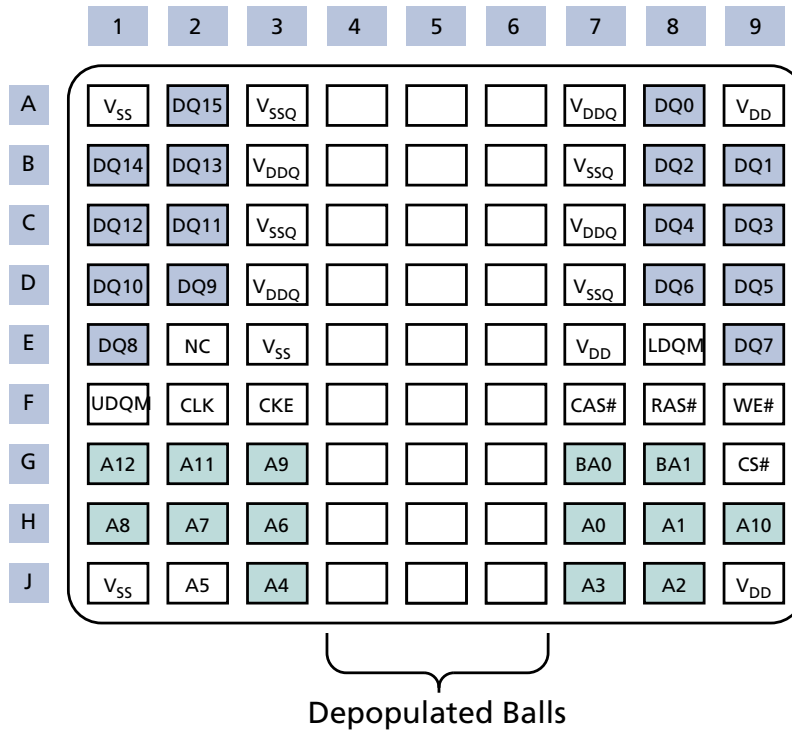 1 2 3 4 5 6 7 8 9
A VSS DQ15 VSSQ VDDQ DQ0 VDD
B DQ14 DQ13 VDDQ VSSQ DQ2 DQ1
C DQ12 DQ11 VSSQ VDDQ DQ4 DQ3
D DQ10 DQ9 VDDQ VSSQ DQ6 DQ5
E DQ8 NC VSS VDD LDQM DQ7
F UDQM CLK CKE CAS# RAS# WE#
G A12 A11 A9 BA0 BA1 CS#
H A8 A7 A6 A0 A1 A10
J VSS A5 A4 A3 A2 VDD
Depopulated Balls